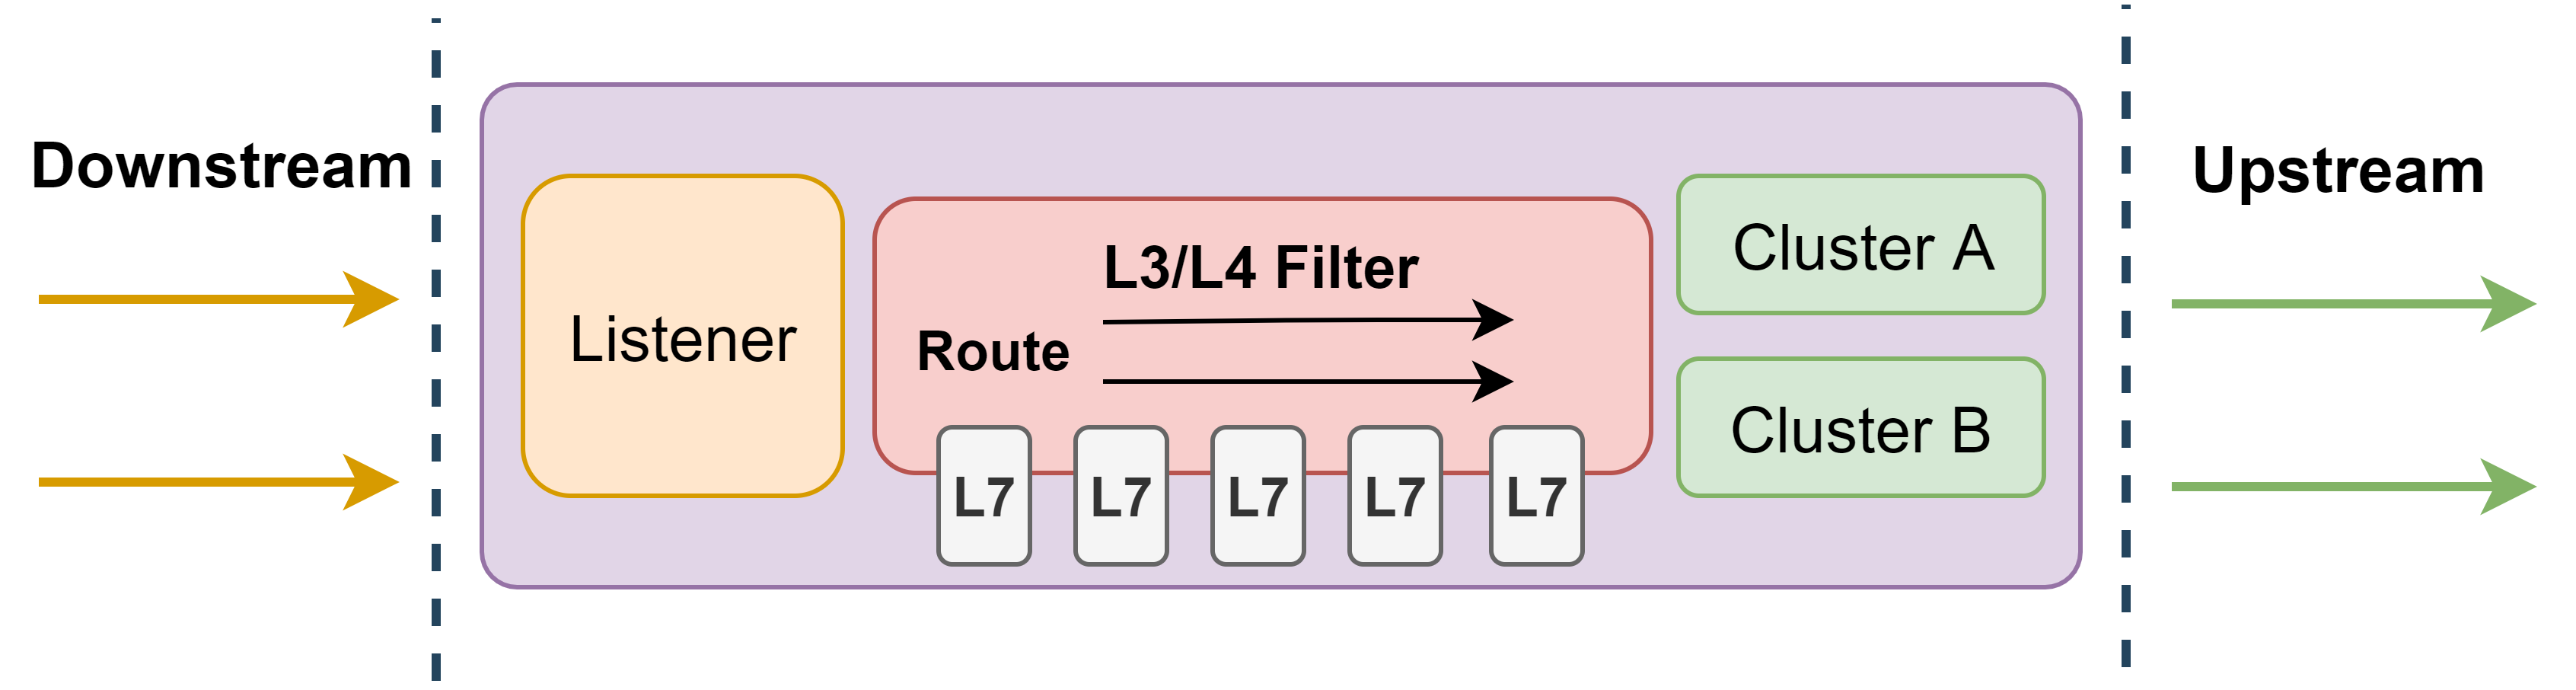 Downstream
Listener
L3/L4 Filter
Route
L7
L7
L7
L7
L7
Cluster A
Cluster B
Upstream